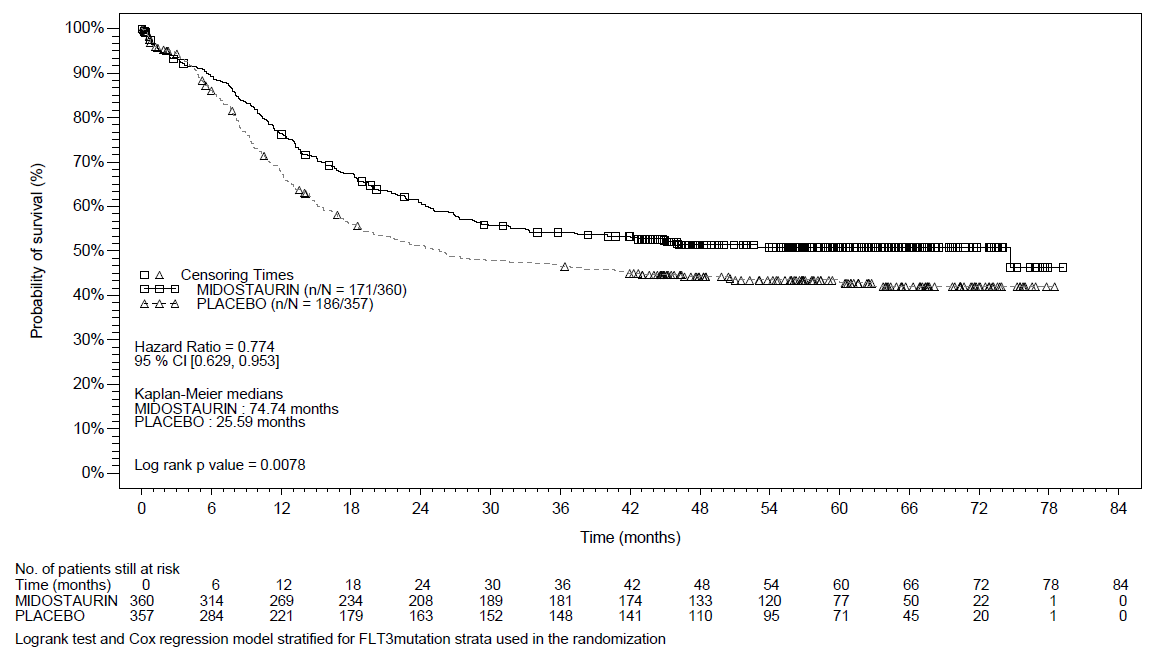 100%
90%
80%
70%
60%
50%
40%
30%
20%
10%
0%
Probability of survival (%)
Censoring Times
MIDOSTAURIN (n/N = 171/360)
PLACEBO (n/N = 186/357)
Hazard Ratio = 0.774
95 % CI [0.629, 0.953]
Kaplan-Meier medians
MIDOSTAURIN : 74.74 months
PLACEBO : 25.59 months
Log rank p value = 0.0078
0 6 12 18 24 30 36 42 48 54 60 66 72 78 84
Time (months)
No. of patients still at risk
Time (months) 0 6 12 18 24 30 36 42 48 54 60 66 72 78 84
MIDOSTAURIN 360 314 269 234 208 189 181 174 133 120 77 50 22 1 0
PLACEBO 357 284 221 179 163 152 148 141 110 95 71 45 20 1 0
Logrank test and Cox regression model stratified for FLT3mutation strata used in the randomization